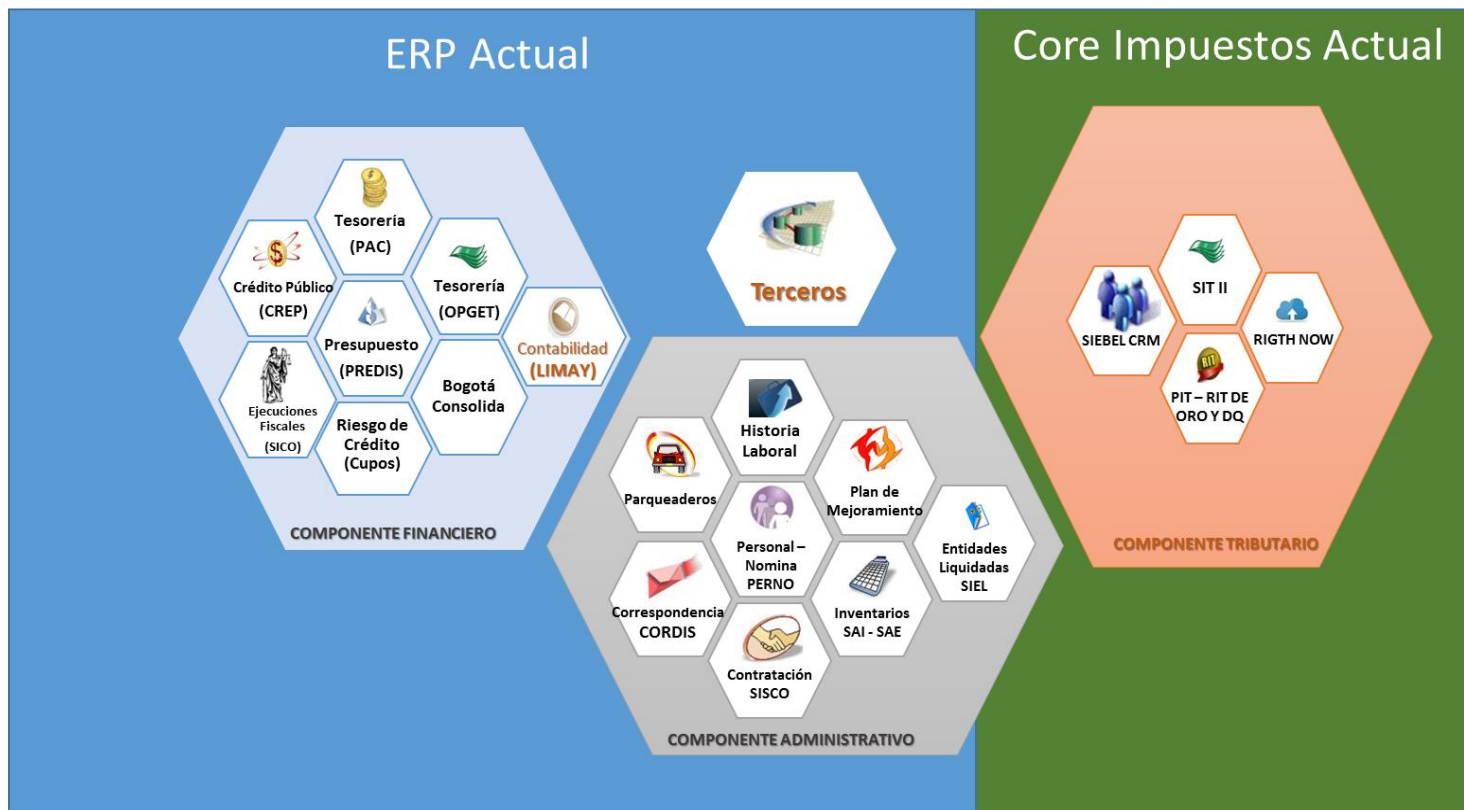 ERP Actual
Core Impuestos Actual
Tesorería
(PAC)
Crédito Público
(CREP)
Tesorería
(OPGET)
Presupuesto
(PREDIS)
Contabilidad
(LIMAY)
Ejecuciones
Fiscales
(SICO)
Bogotá
Consolida
Riesgo de
Crédito
(Cupos)
COMPONENTE FINANCIERO
Terceros
Historia
Laboral
Parqueaderos
Plan de
Mejoramiento
Personal –
Nomina
PERNO
Entidades
Liquidadas
SIEL
Correspondencia
CORDIS
Inventarios
SAI - SAE
Contratación
SISCO
COMPONENTE ADMINISTRATIVO
SIT II
SIEBEL CRM
RIGTH NOW
RIT
PIT – RIT DE
ORO Y DQ
COMPONENTE TRIBUTARIO